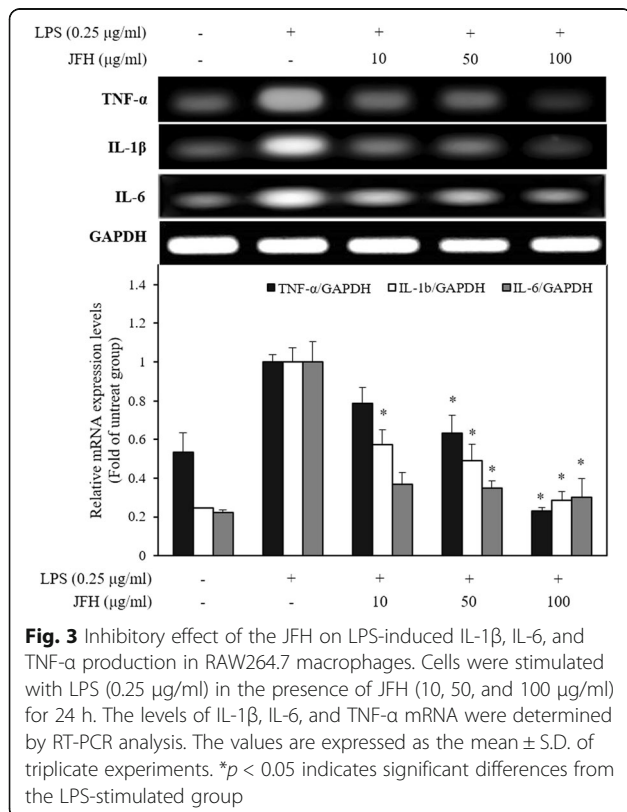 LPS (0.25 µg/ml) - + + + +
JFH (µg/ml) - - 10 50 100
TNF-α
IL-1β
IL-6
GAPDH
1.4
■ TNF-α/GAPDH □ IL-1b/GAPDH ■ IL-6/GAPDH
1.2
1
0.8
0.6
0.4
0.2
0
Relative mRNA expression levels
(Fold of untreat group)
*
* * *
* * *
LPS (0.25 µg/ml) - + + + +
JFH (µg/ml) - - 10 50 100
Fig. 3 Inhibitory effect of the JFH on LPS-induced IL-1β, IL-6, and
TNF-α production in RAW264.7 macrophages. Cells were stimulated
with LPS (0.25 µg/ml) in the presence of JFH (10, 50, and 100 µg/ml)
for 24 h. The levels of IL-1β, IL-6, and TNF-α mRNA were determined
by RT-PCR analysis. The values are expressed as the mean ± S.D. of
triplicate experiments. *p < 0.05 indicates significant differences from
the LPS-stimulated group